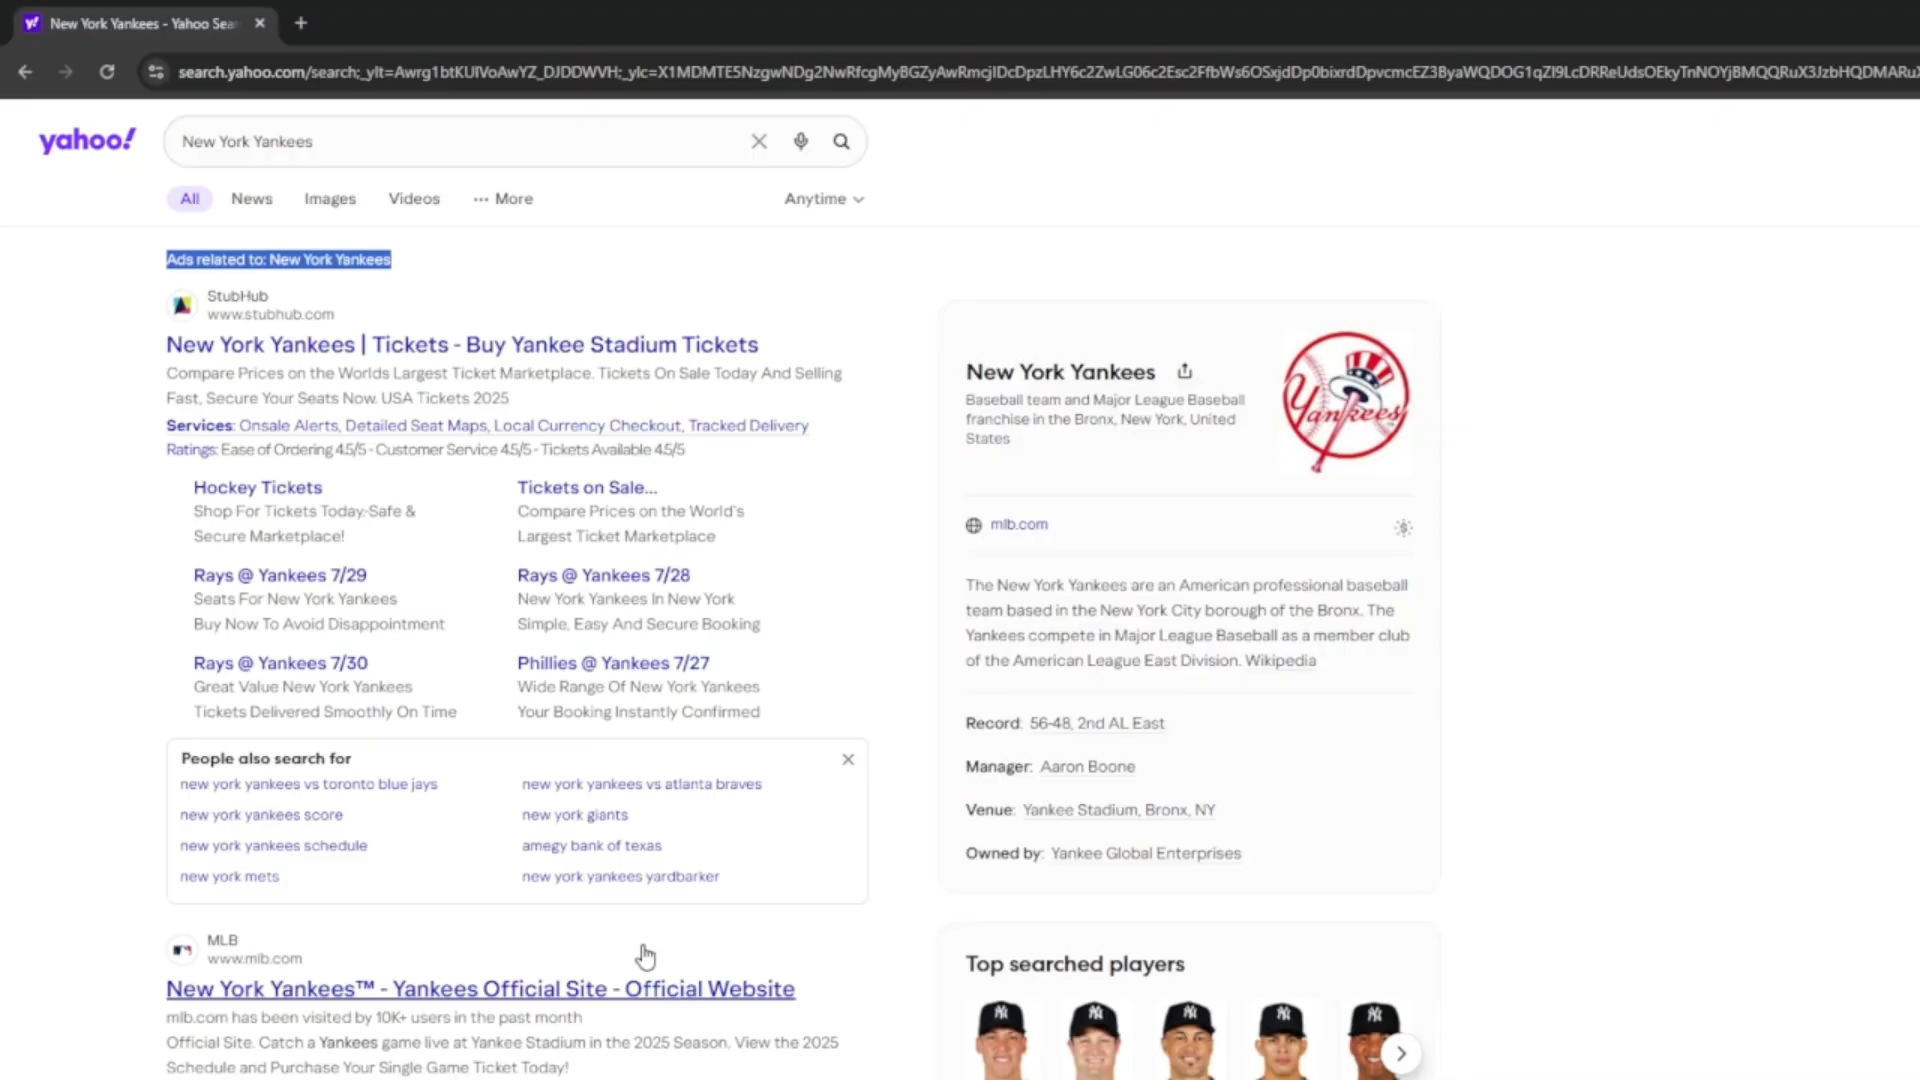 New York Yankees - Yahoo Sea
search.yahoo.com/search;_ylt=
yahoo!
New York Yankees
All News Images Videos ··· More Anytime
Ads related to: New York Yankees
StubHub
www.stubhub.com
New York Yankees | Tickets - Buy Yankee Stadium Tickets
Compare Prices on the Worlds Largest Ticket Marketplace. Tickets On Sale Today And Selling
Fast, Secure Your Seats Now. USA Tickets 2025
Services: Onsale Alerts, Detailed Seat Maps, Local Currency Checkout, Tracked Delivery
Ratings: Ease of Ordering 4.5/5 - Customer Service 4.5/5 - Tickets Available 4.5/5
Hockey Tickets
Shop For Tickets Today-Safe &
Secure Marketplace!
Tickets on Sale...
Compare Prices on the World's
Largest Ticket Marketplace
Rays @ Yankees 7/29
Seats For New York Yankees
Buy Now To Avoid Disappointment
Rays @ Yankees 7/28
New York Yankees In New York
Simple, Easy And Secure Booking
Rays @ Yankees 7/30
Great Value New York Yankees
Tickets Delivered Smoothly On Time
Phillies @ Yankees 7/27
Wide Range Of New York Yankees
Your Booking Instantly Confirmed
People also search for
new york yankees vs toronto blue jays
new york yankees score
new york yankees schedule
new york mets
new york yankees vs atlanta braves
new york giants
amegy bank of texas
new york yankees yardbarker
MLB
www.mlb.com
New York Yankees™ - Yankees Official Site - Official Website
mlb.com has been visited by 10K+ users in the past month
Official Site. Catch a Yankees game live at Yankee Stadium in the 2025 Season. View the 2025
Schedule and Purchase Your Single Game Ticket Today!
New York Yankees
Baseball team and Major League Baseball
franchise in the Bronx, New York, United
States
Yankees
mlb.com
The New York Yankees are an American professional baseball
team based in the New York City borough of the Bronx. The
Yankees compete in Major League Baseball as a member club
of the American League East Division. Wikipedia
Record: 56-48, 2nd AL East
Manager: Aaron Boone
Venue: Yankee Stadium, Bronx, NY
Owned by: Yankee Global Enterprises
Top searched players